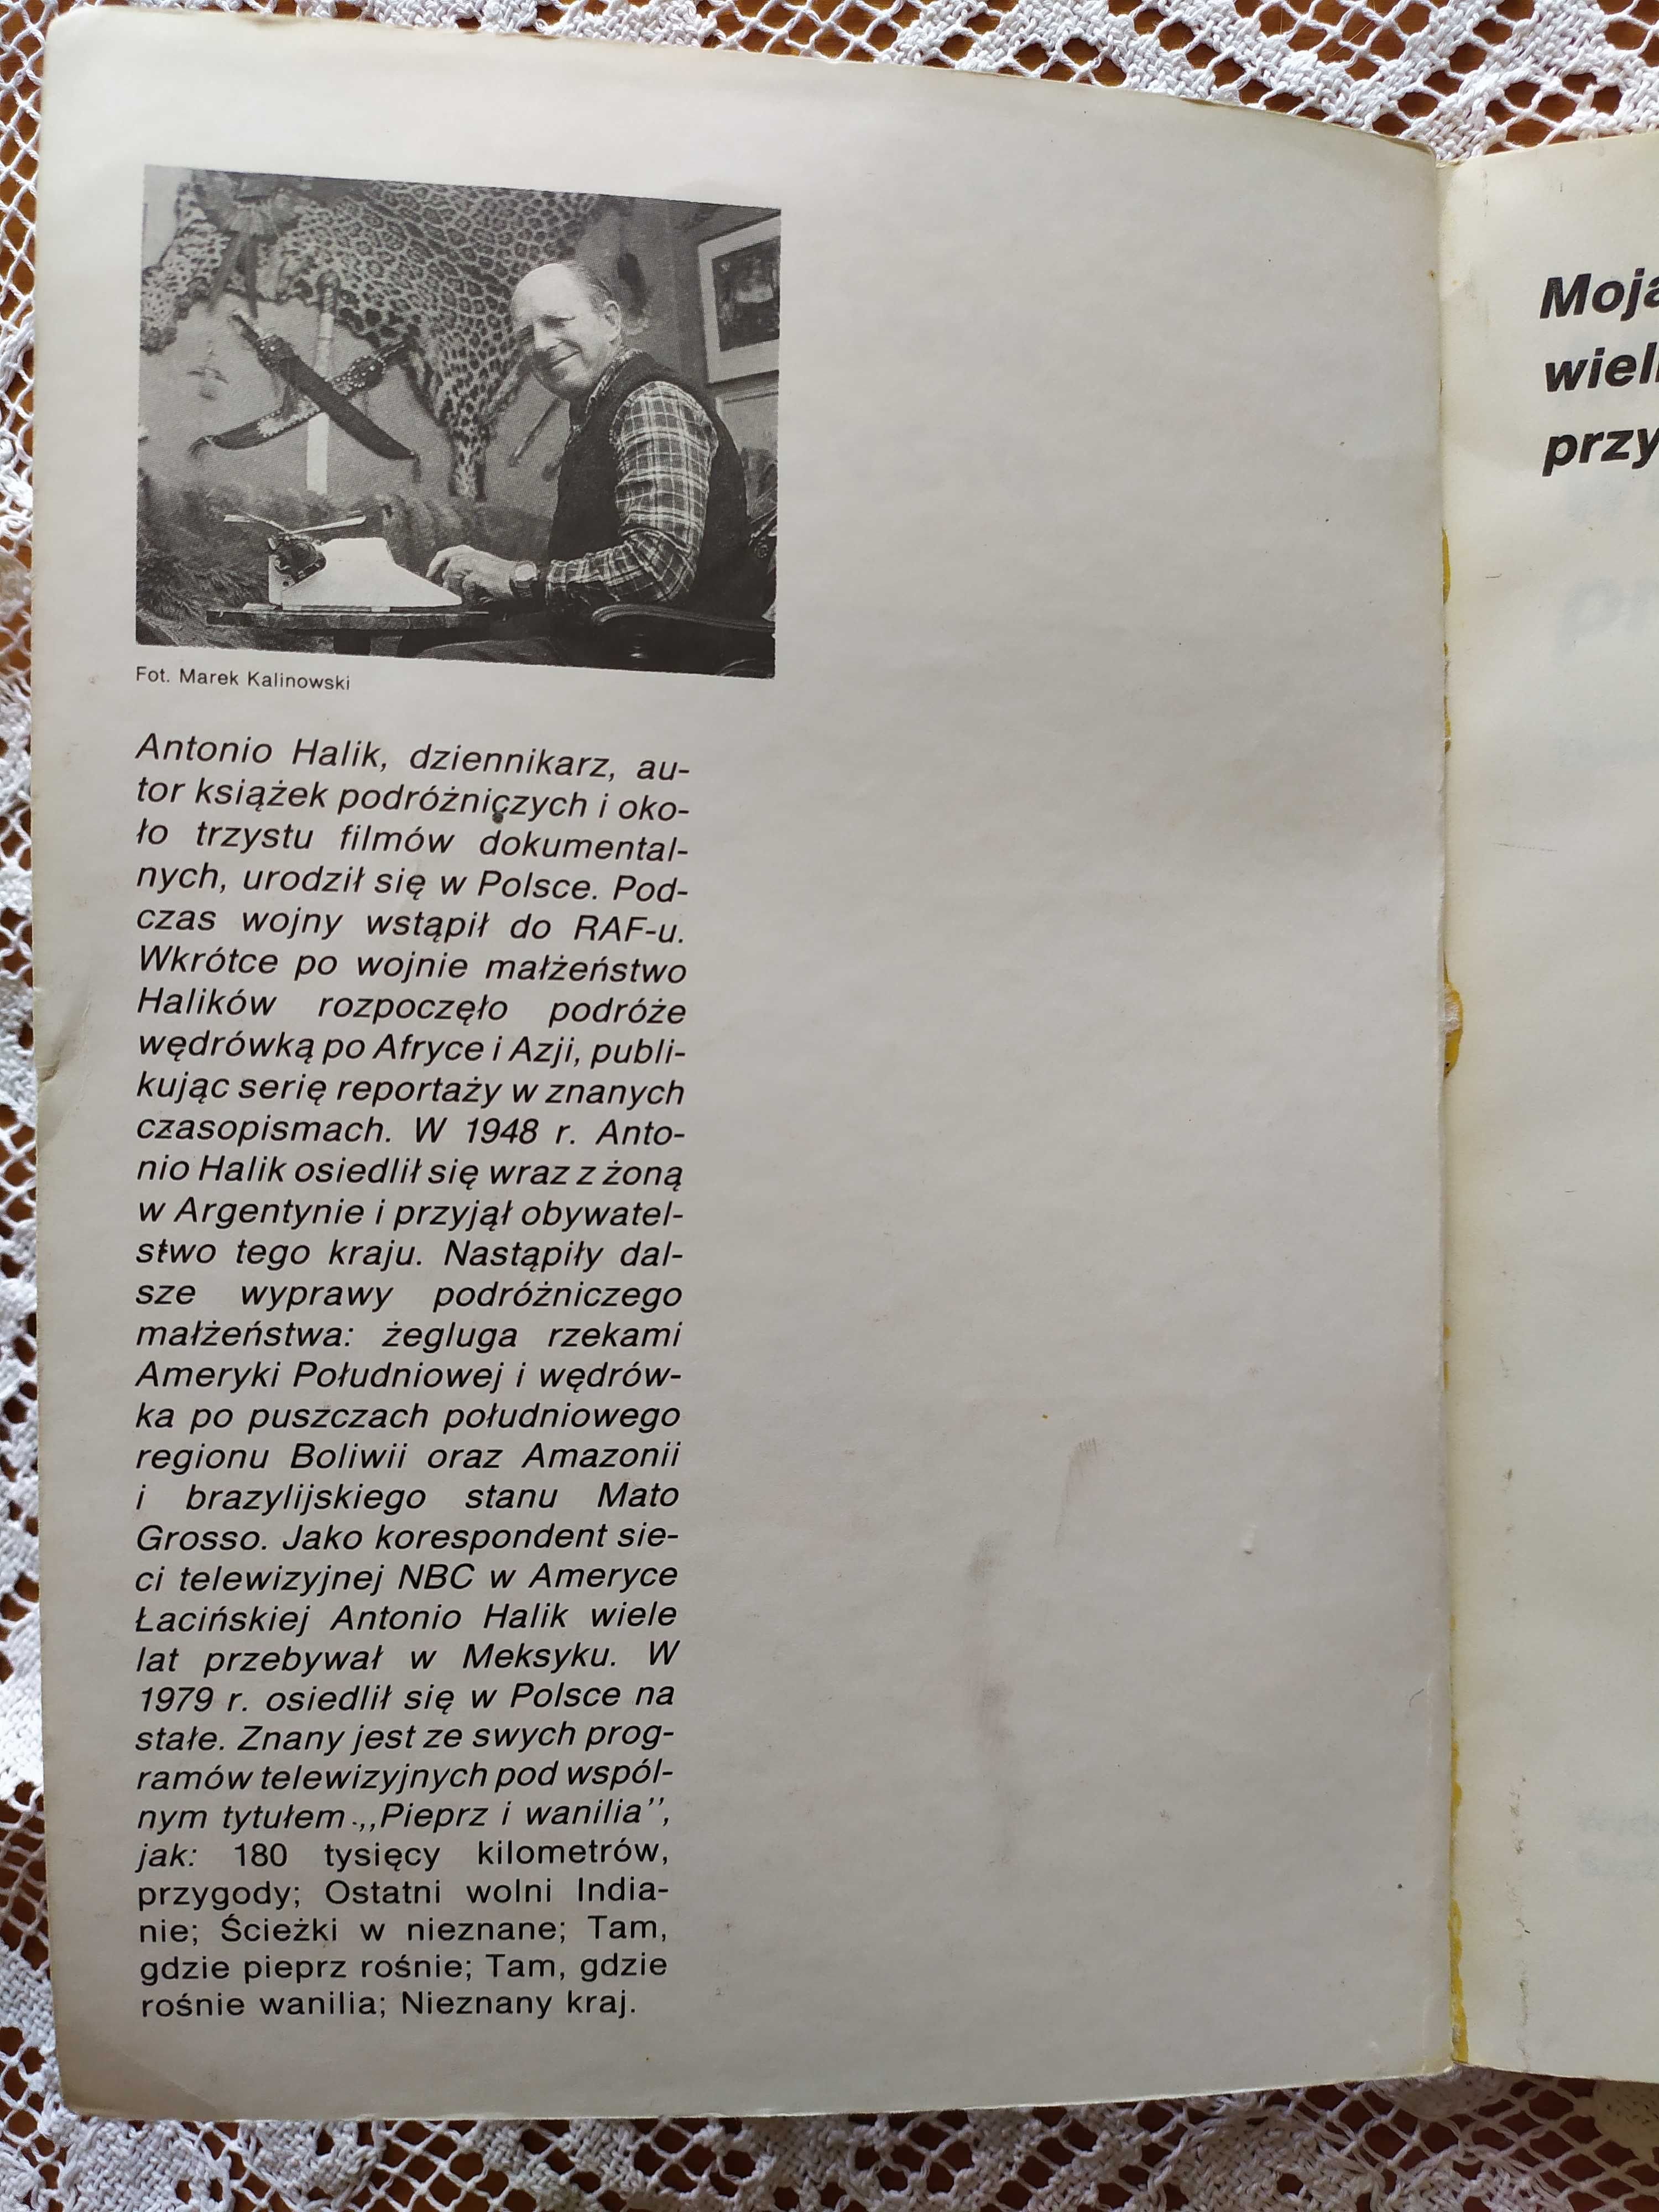 Fot. Marek Kalinowski
Antonio Halik, dziennikarz, au-
tor książek podróżniczych i oko-
ło trzystu filmów dokumental-
nych, urodził się w Polsce. Pod-
czas wojny wstąpił do RAF-u.
Wkrótce po wojnie małżeństwo
Halików rozpoczęło podróże
wędrówką po Afryce i Azji, publi-
kując serię reportaży w znanych
czasopismach. W 1948 r. Anto-
nio Halik osiedlił się wraz z żoną
w Argentynie i przyjął obywatel-
stwo tego kraju. Nastąpiły dal-
sze wyprawy podróżniczego
małżeństwa: żegluga rzekami
Ameryki Południowej i wędrów-
ka po puszczach południowego
regionu Boliwii oraz Amazonii
i brazylijskiego stanu Mato
Grosso. Jako korespondent sie-
ci telewizyjnej NBC w Ameryce
Łacińskiej Antonio Halik wiele
lat przebywał w Meksyku. W
1979 r. osiedlił się w Polsce na
stałe. Znany jest ze swych prog-
ramów telewizyjnych pod wspól-
nym tytułem ,,Pieprz i wanilia'',
jak: 180 tysięcy kilometrów,
przygody; Ostatni wolni India-
nie; Ścieżki w nieznane; Tam,
gdzie pieprz rośnie; Tam, gdzie
rośnie wanilia; Nieznany kraj.
Moja
wiel
przy